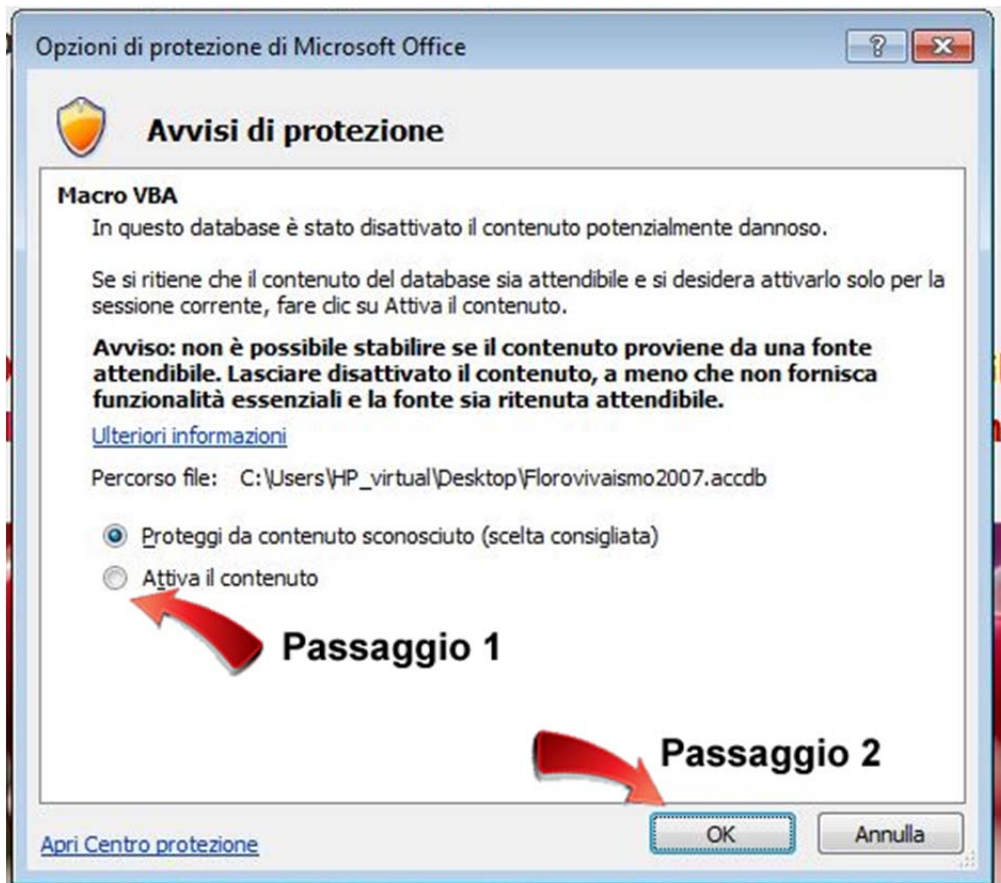 Opzioni di protezione di Microsoft Office
?
Avvisi di protezione
Macro VBA
In questo database è stato disattivato il contenuto potenzialmente dannoso.
Se si ritiene che il contenuto del database sia attendibile e si desidera attivarlo solo per la
sessione corrente, fare clic su Attiva il contenuto.
Avviso: non è possibile stabilire se il contenuto proviene da una fonte
attendibile. Lasciare disattivato il contenuto, a meno che non fornisca
funzionalità essenziali e la fonte sia ritenuta attendibile.
Ulteriori informazioni
Percorso file: C:\Users\HP_virtual\Desktop\Florovivaismo2007.accdb
Proteggi da contenuto sconosciuto (scelta consigliata)
Attiva il contenuto
Passaggio 1
Passaggio 2
OK Annulla
Apri Centro protezione